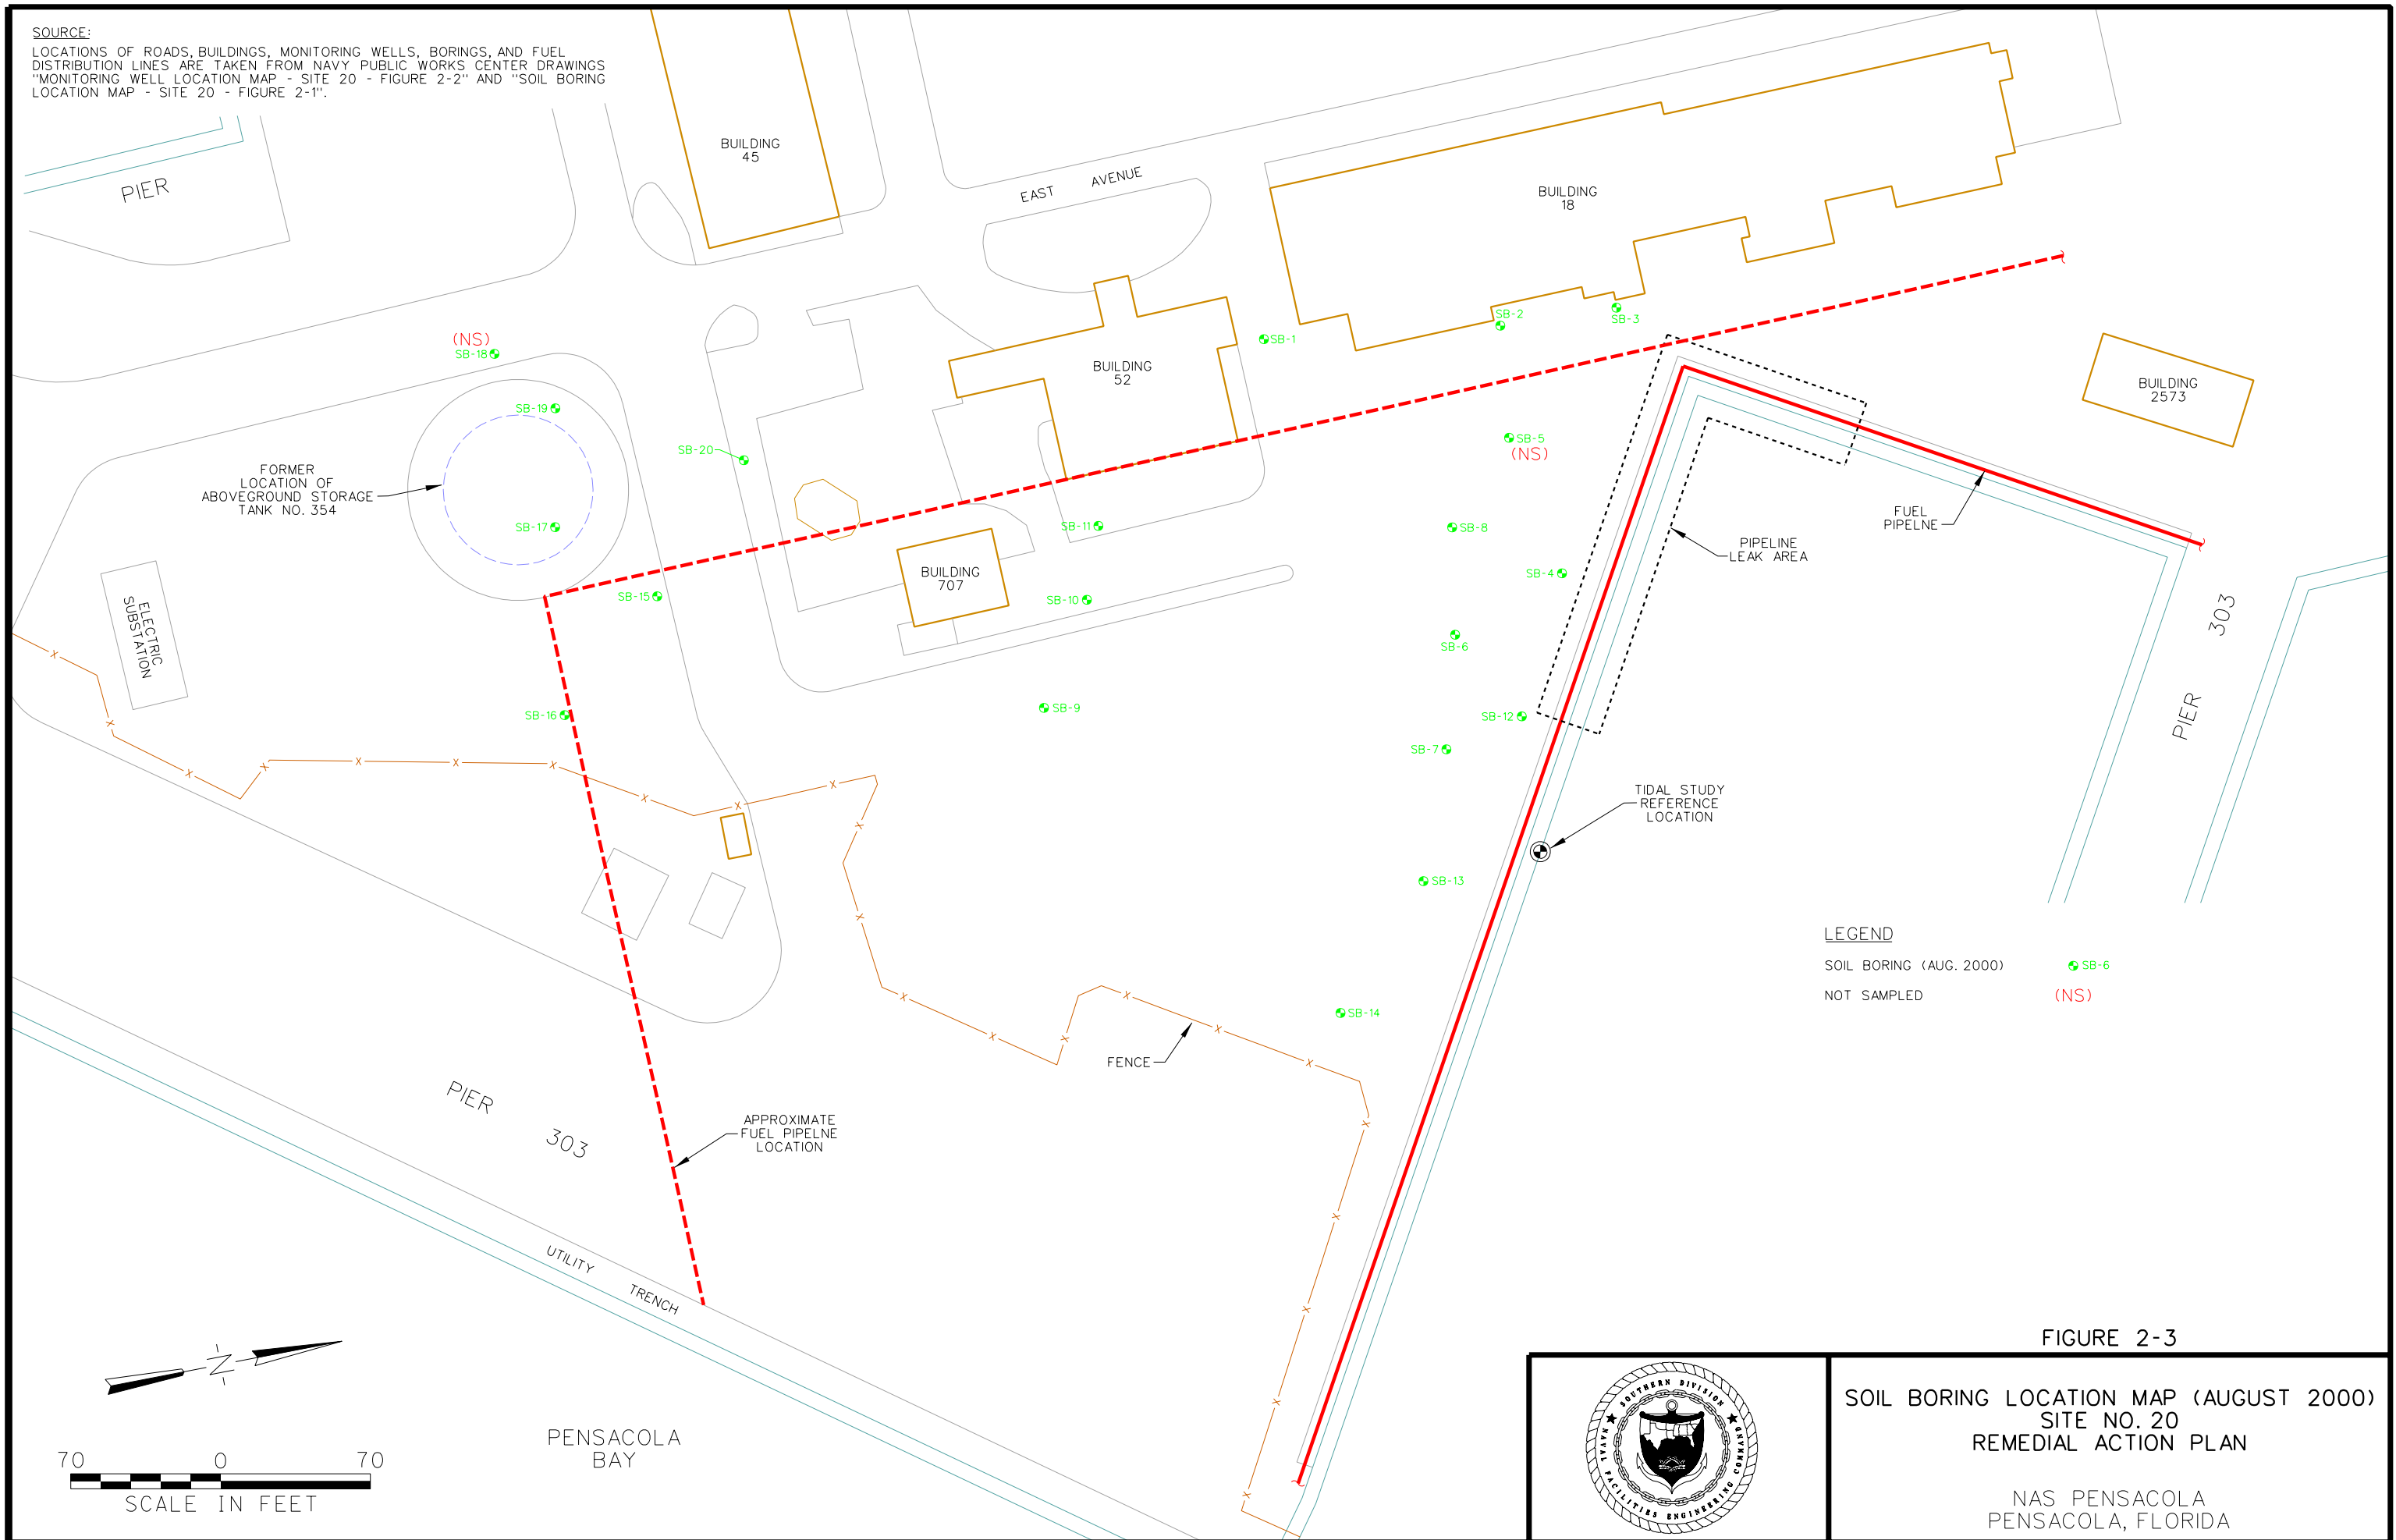 SOURCE:
LOCATIONS OF ROADS, BUILDINGS, MONITORING WELLS, BORINGS, AND FUEL
DISTRIBUTION LINES ARE TAKEN FROM NAVY PUBLIC WORKS CENTER DRAWINGS
"MONITORING WELL LOCATION MAP - SITE 20 - FIGURE 2-2" AND "SOIL BORING
LOCATION MAP - SITE 20 - FIGURE 2-1".
PIER
BUILDING
45
EAST AVENUE
BUILDING
18
(NS)
SB-18
SB-1
SB-2
SB-3
BUILDING
52
BUILDING
2573
SB-19
SB-20
SB-5
(NS)
FORMER
LOCATION OF
ABOVEGROUND STORAGE
TANK NO. 354
SB-17
SB-11
SB-8
FUEL
PIPELNE
PIPELINE
LEAK AREA
BUILDING
707
SB-4
SB-15
SB-10
ELECTRIC
SUBSTATION
SB-6
PIER 303
SB-16
SB-9
SB-12
SB-7
TIDAL STUDY
REFERENCE
LOCATION
SB-13
LEGEND
SOIL BORING (AUG. 2000) SB-6
NOT SAMPLED (NS)
SB-14
FENCE
PIER 303
APPROXIMATE
FUEL PIPELNE
LOCATION
UTILITY TRENCH
N
70 0 70
SCALE IN FEET
PENSACOLA
BAY
FIGURE 2-3
SOUTHERN DIVISION
NAVAL FACILITIES ENGINEERING COMMAND
SOIL BORING LOCATION MAP (AUGUST 2000)
SITE NO. 20
REMEDIAL ACTION PLAN
NAS PENSACOLA
PENSACOLA, FLORIDA